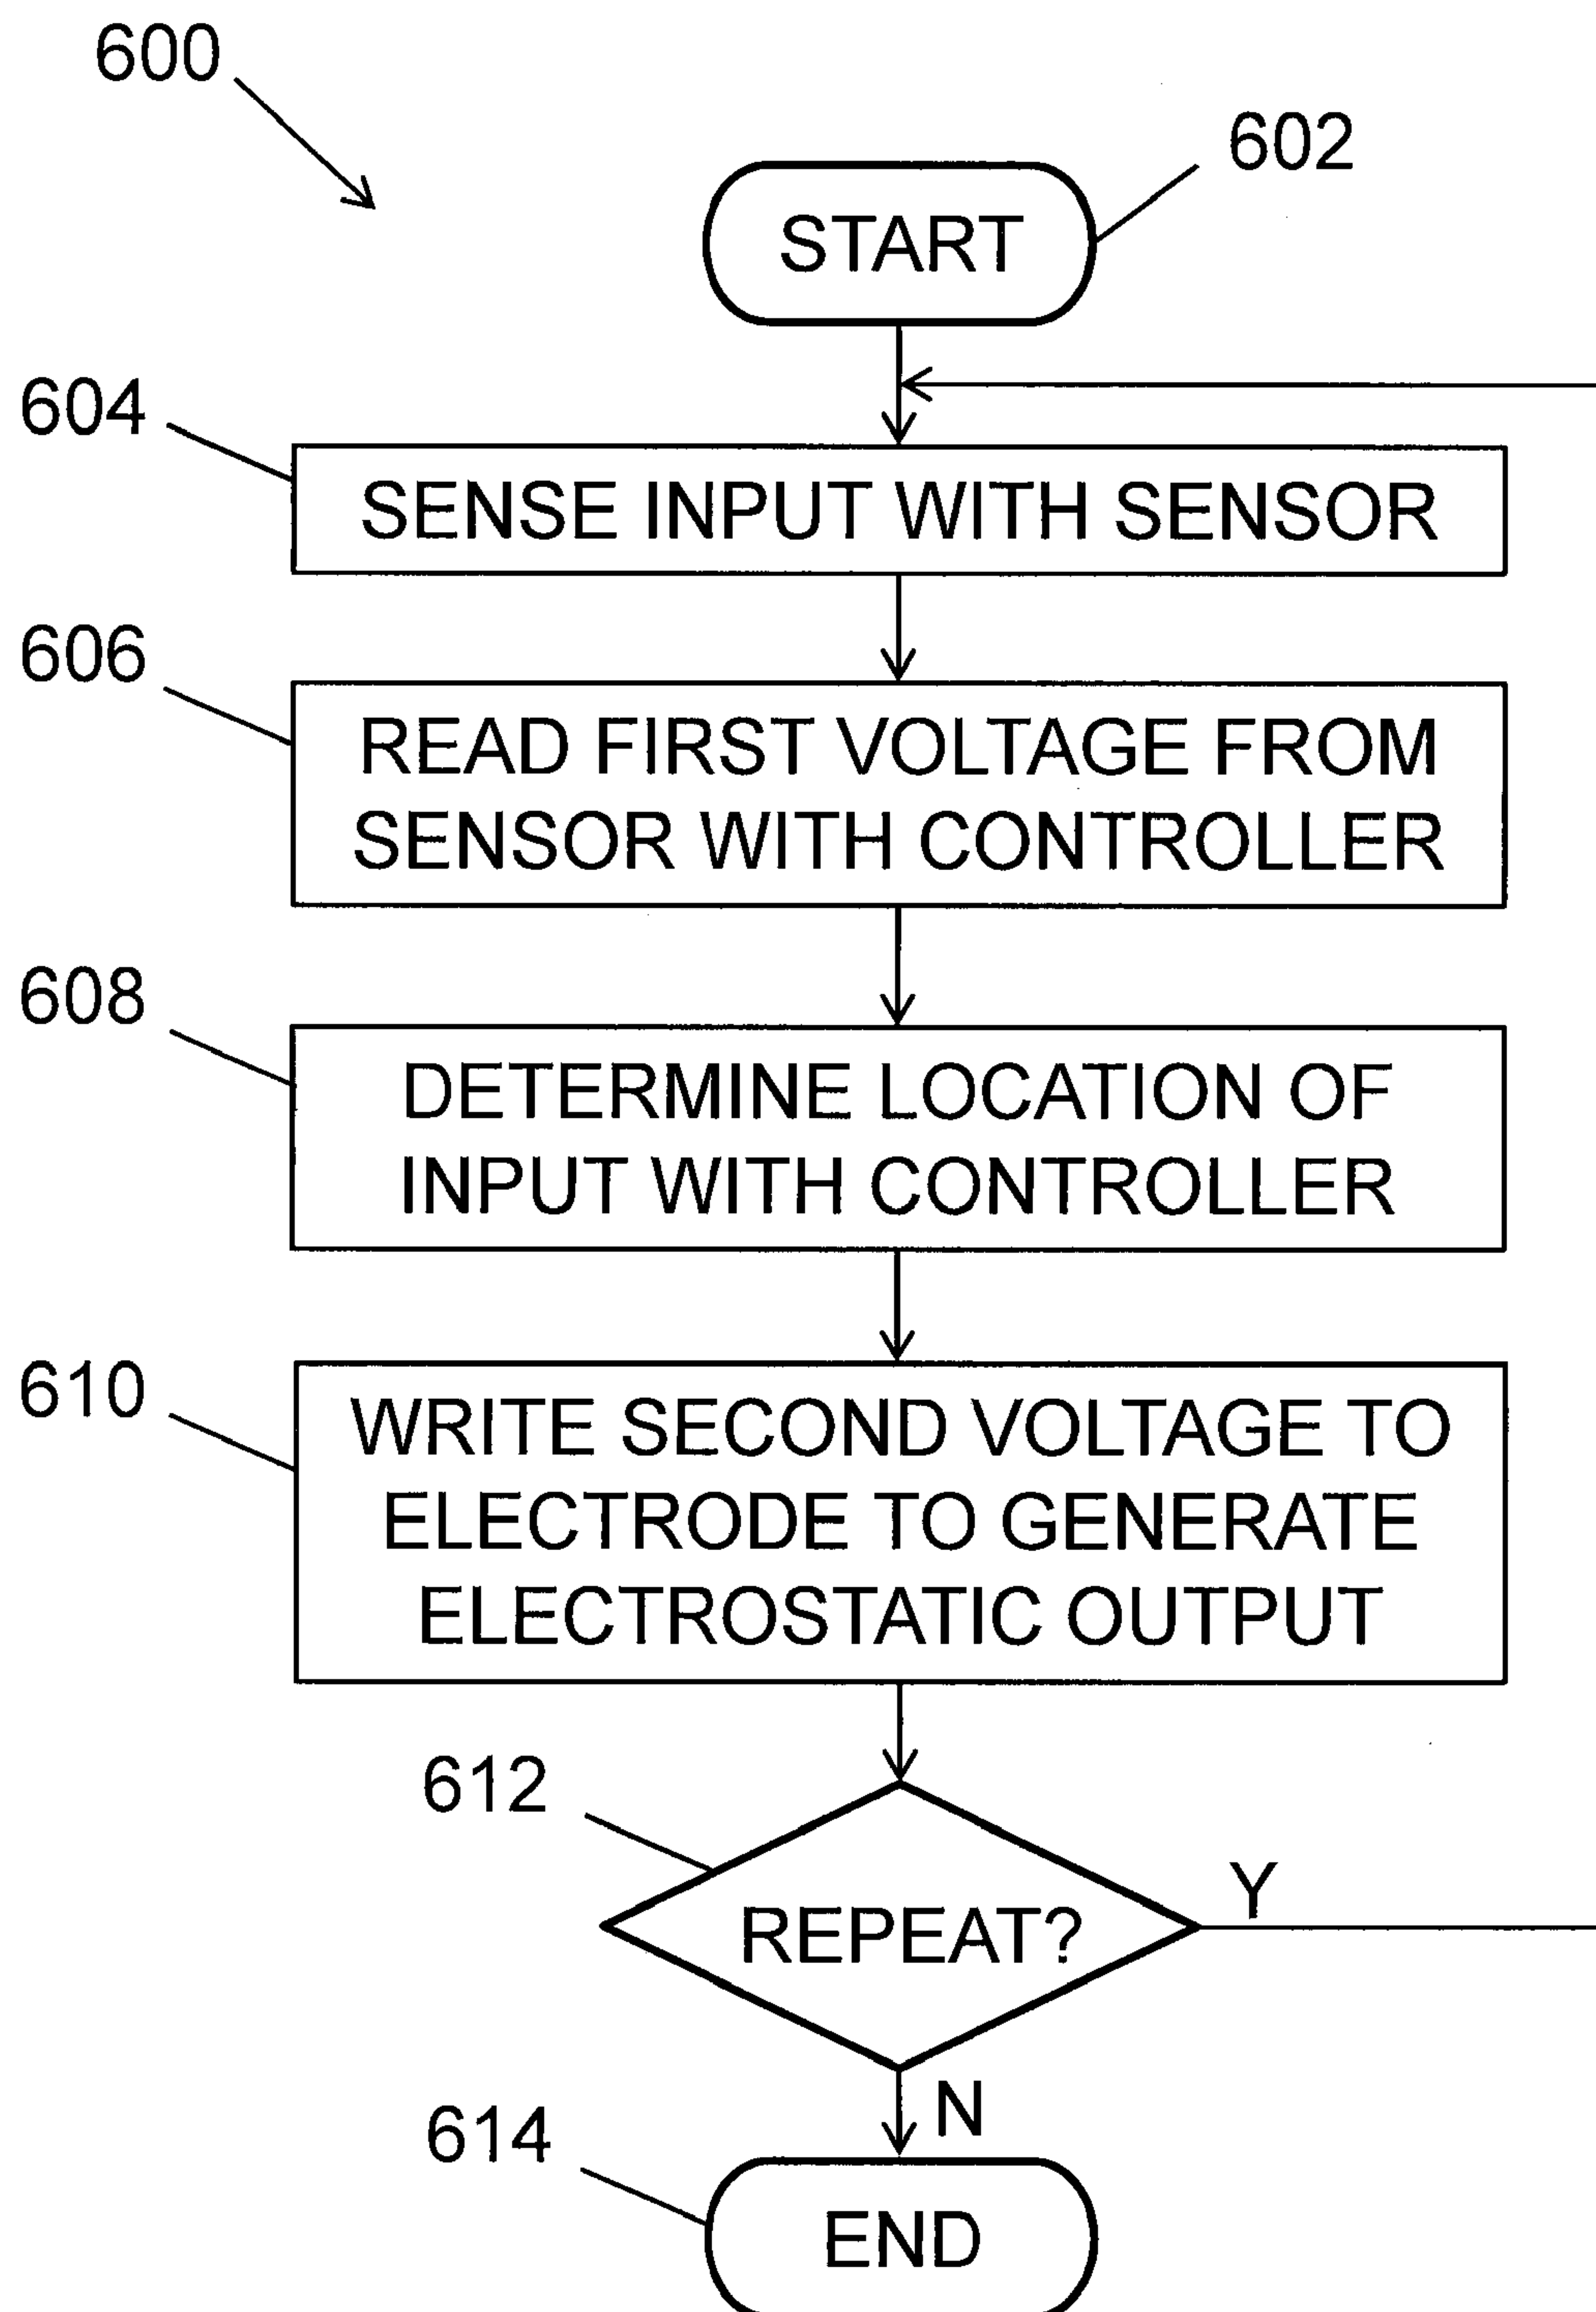 600
602
START
604
SENSE INPUT WITH SENSOR
606
READ FIRST VOLTAGE FROM
SENSOR WITH CONTROLLER
608
DETERMINE LOCATION OF
INPUT WITH CONTROLLER
610
WRITE SECOND VOLTAGE TO
ELECTRODE TO GENERATE
ELECTROSTATIC OUTPUT
612
REPEAT?
Y
N
614
END